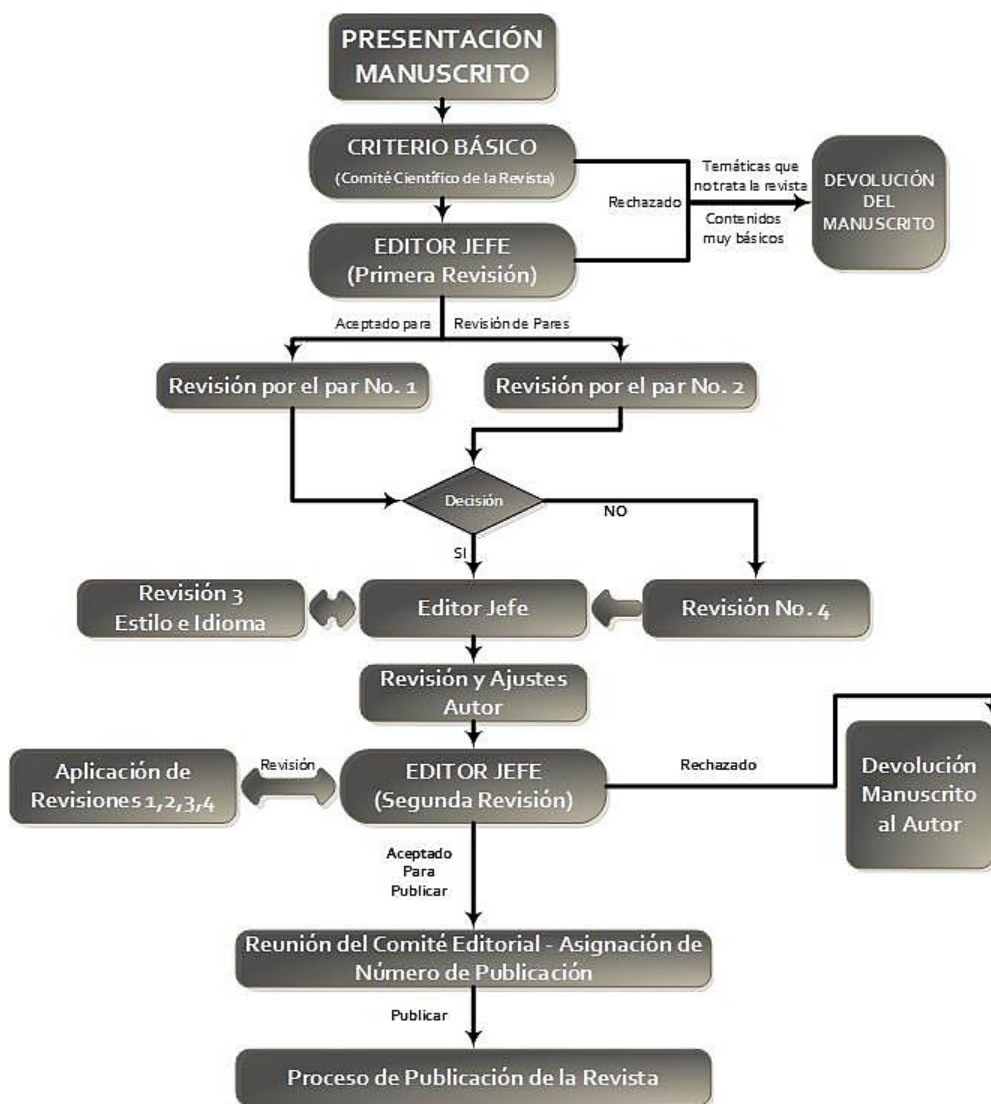 PRESENTACIÓN
MANUSCRITO
CRITERIO BÁSICO
(Comité Científico de la Revista)
Rechazado
Temáticas que
no trata la revista
Contenidos
muy básicos
DEVOLUCIÓN
DEL
MANUSCRITO
EDITOR JEFE
(Primera Revisión)
Aceptado para
Revisión de Pares
Revisión por el par No. 1
Revisión por el par No. 2
Decisión
NO
SI
Revisión 3
Estilo e Idioma
Editor Jefe
Revisión No. 4
Revisión y Ajustes
Autor
Aplicación de
Revisiones 1,2,3,4
Revisión
EDITOR JEFE
(Segunda Revisión)
Rechazado
Devolución
Manuscrito
al Autor
Aceptado
Para
Publicar
Reunión del Comité Editorial - Asignación de
Número de Publicación
Publicar
Proceso de Publicación de la Revista